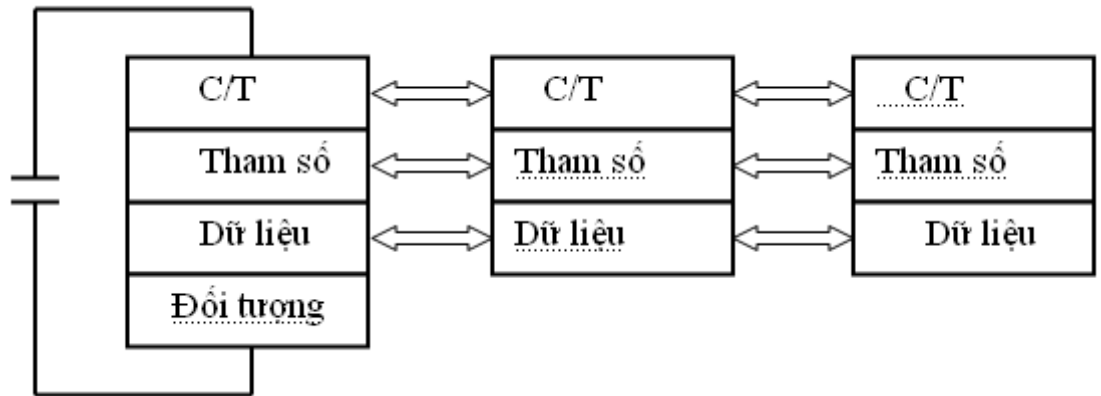 C/T
Tham số
Dữ liệu
Đối tượng
C/T
Tham số
Dữ liệu
C/T
Tham số
Dữ liệu